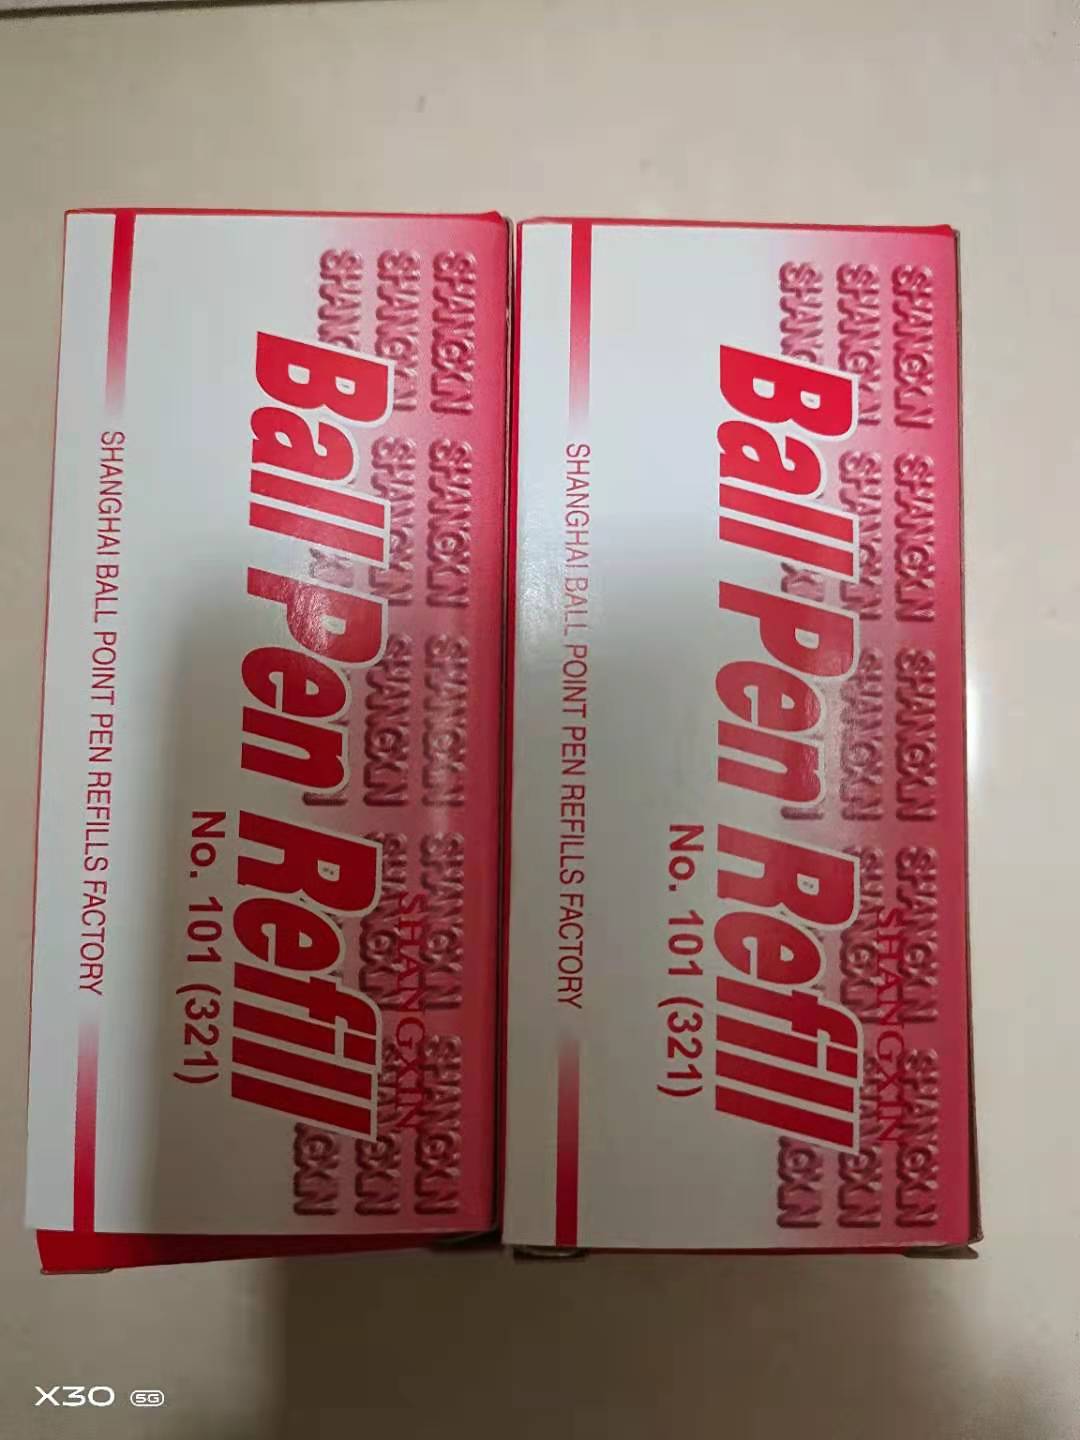 SHANGXIN
Ball Pen Refill
No. 101 (321)
SHANGHAI BALL POINT PEN REFILLS FACTORY
SHANGXIN
Ball Pen Refill
No. 101 (321)
SHANGHAI BALL POINT PEN REFILLS FACTORY
X30 5G